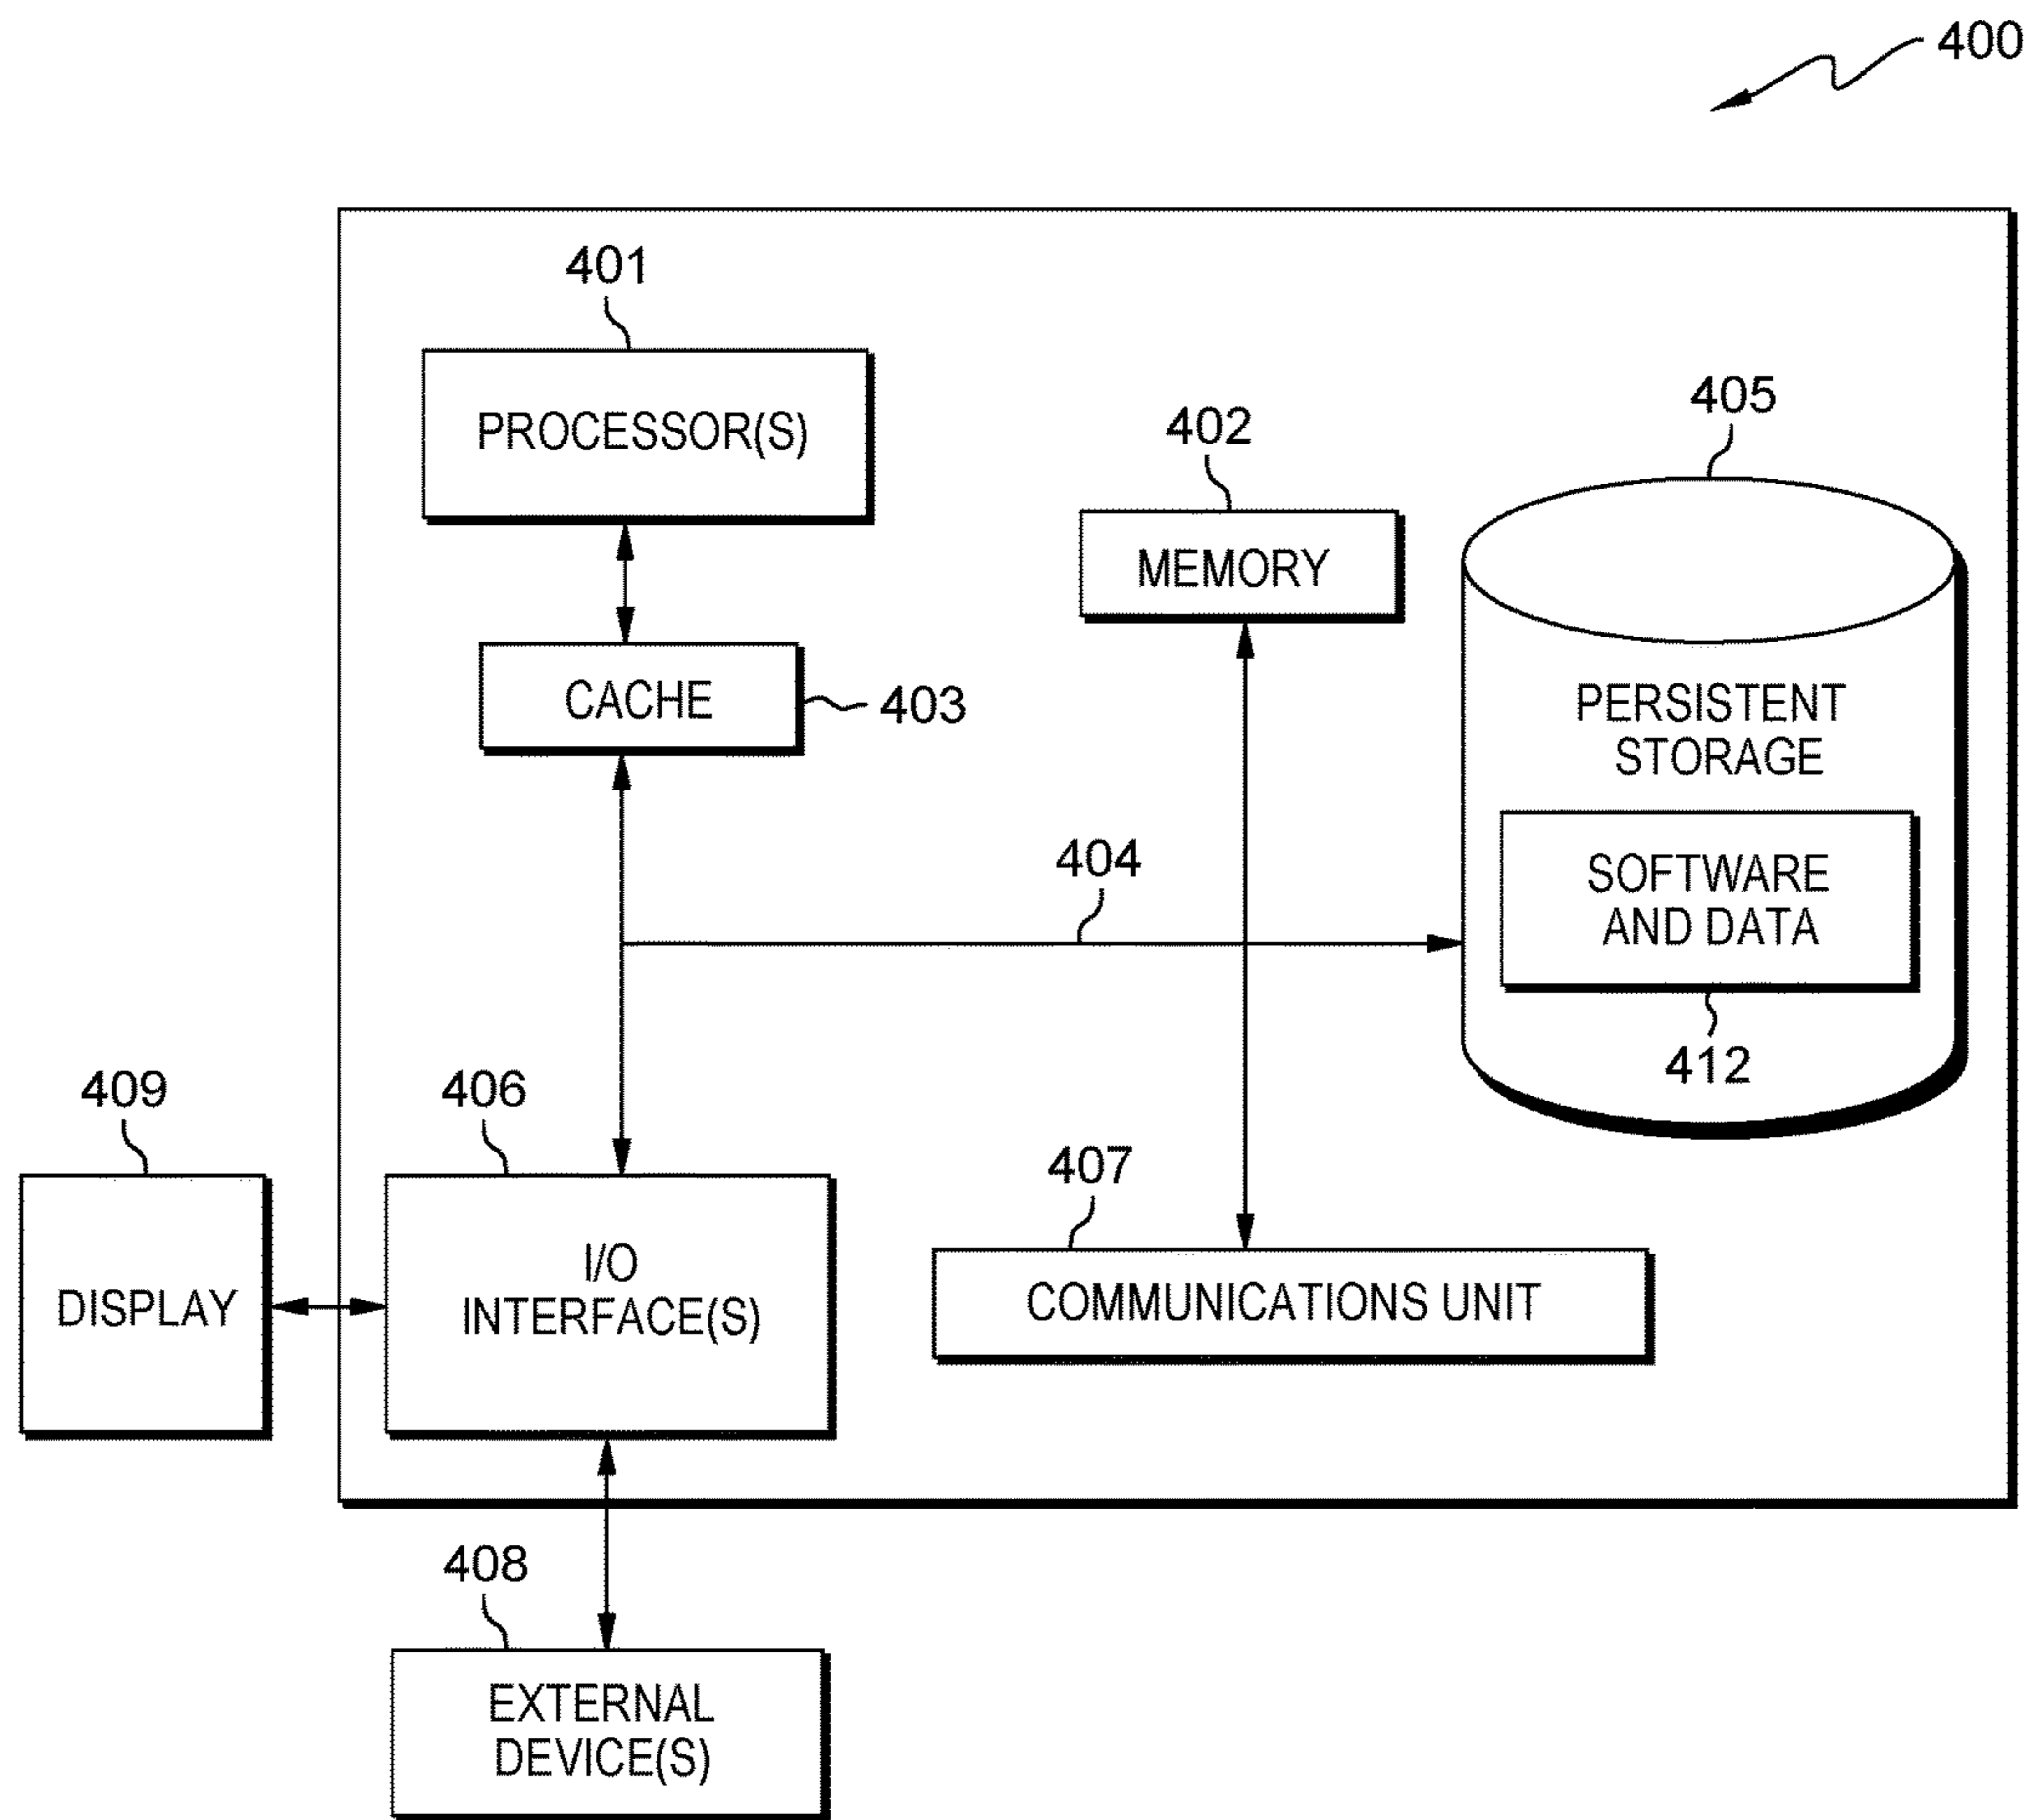 400
401
PROCESSOR(S)
405
402
MEMORY
CACHE
403
PERSISTENT
STORAGE
404
SOFTWARE
AND DATA
412
409
406
407
I/O
INTERFACE(S)
DISPLAY
COMMUNICATIONS UNIT
408
EXTERNAL
DEVICE(S)